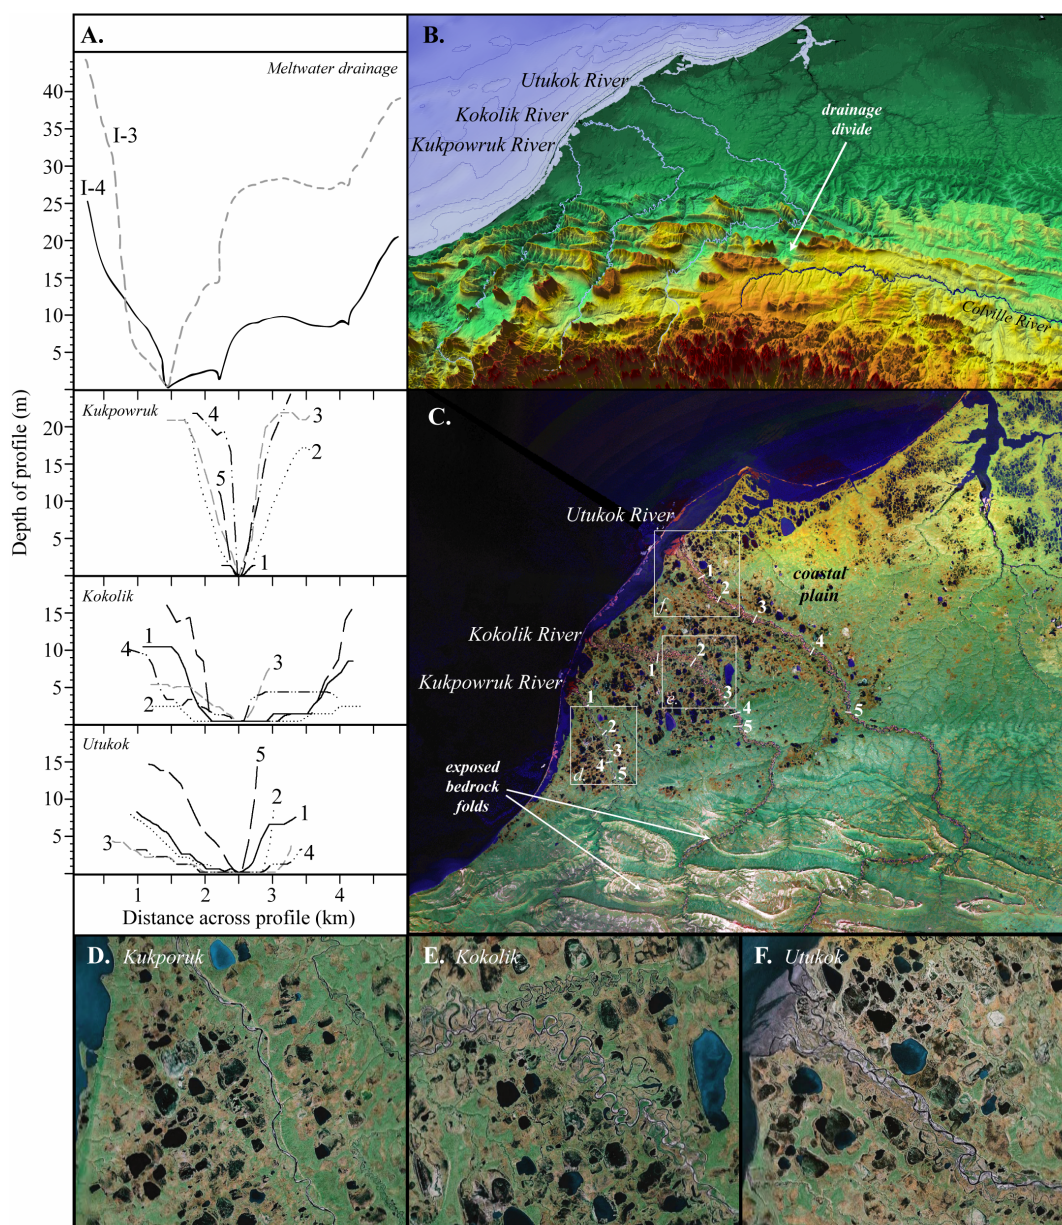 A.
Meltwater drainage
40
35
30
25
20
15
10
5
I-3
I-4
Depth of profile (m)
Kukpowruk
20
15
10
5
4
3
2
5
1
Kokolik
15
10
5
1
4
2
3
Utukok
15
10
5
5
2
1
3
4
1 2 3 4
Distance across profile (km)
B.
Utukok River
Kokolik River
Kukpowruk River
drainage
divide
Colville River
C.
Utukok River
coastal
plain
1
2
3
4
5
f
Kokolik River
1
2
3
4
5
e.
Kukpowruk River
1
2
3
4
5
d
exposed
bedrock
folds
D. Kukporuk
E. Kokolik
F. Utukok